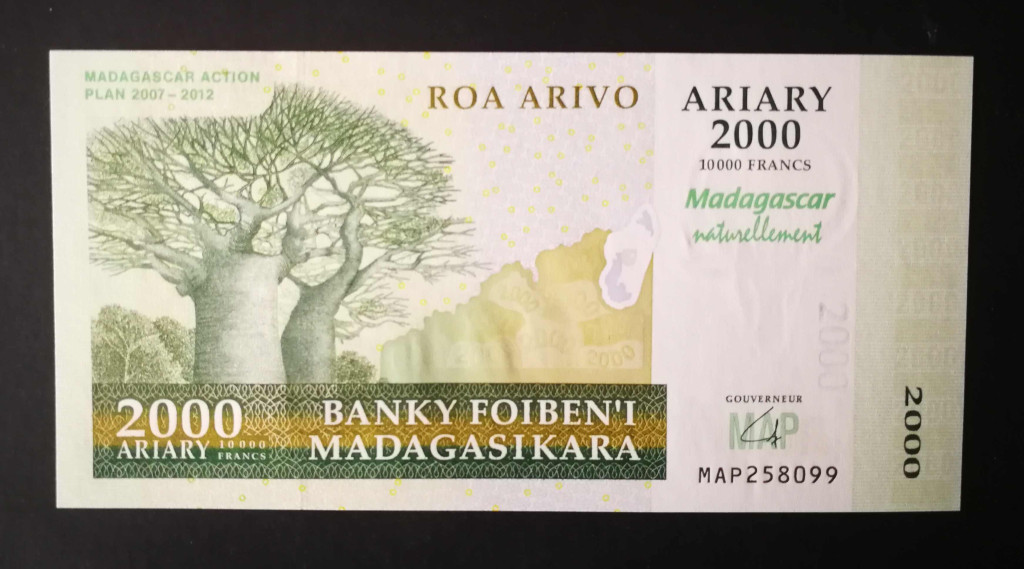 MADAGASCAR ACTION
PLAN 2007 - 2012
ROA ARIVO
ARIARY
2000
10000 FRANCS
Madagascar
naturellement
2000
2000
2000
GOUVERNEUR
MAP
MAP258099
2000
ARIARY 10000
FRANCS
BANKY FOIBEN'I
MADAGASIKARA